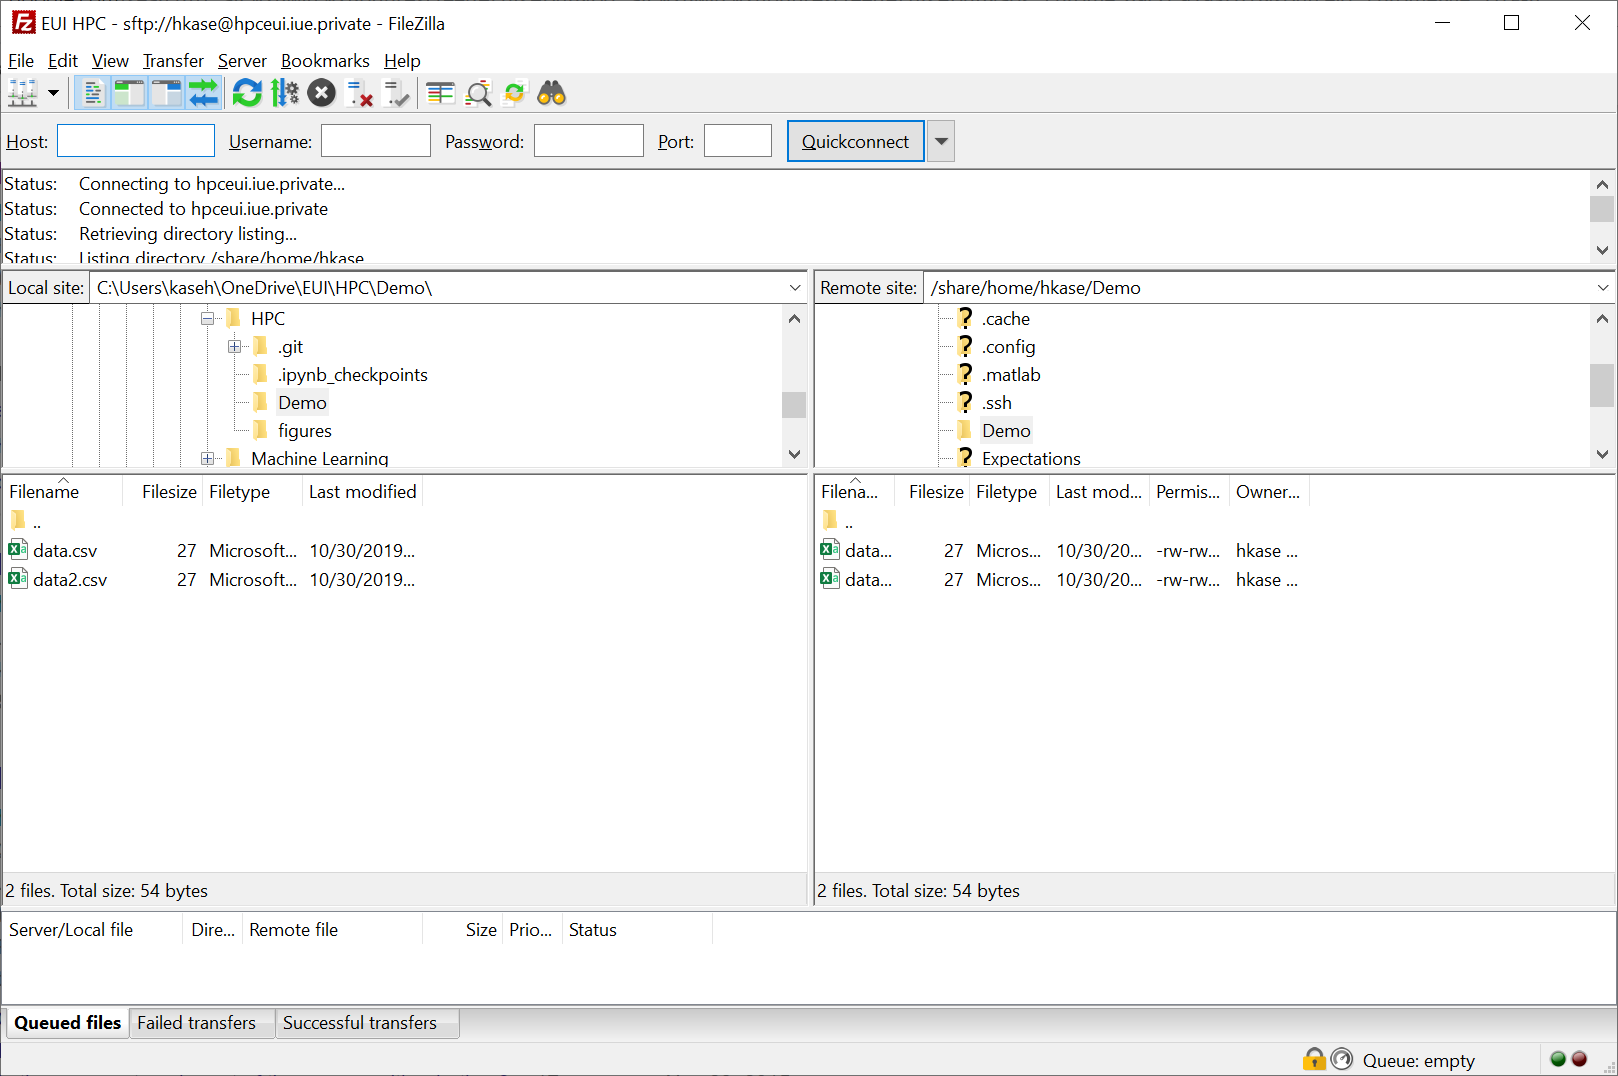 EUI HPC - sftp://hkase@hpceui.iue.private - FileZilla
File Edit View Transfer Server Bookmarks Help
Host: Username: Password: Port: Quickconnect
Status: Connecting to hpceui.iue.private...
Status: Connected to hpceui.iue.private
Status: Retrieving directory listing...
Status: Listing directory /share/home/hkase
Local site: C:\Users\kaseh\OneDrive\EUI\HPC\Demo\
HPC
.git
.ipynb_checkpoints
Demo
figures
Machine Learning
Filename Filesize Filetype Last modified
..
data.csv 27 Microsoft... 10/30/2019...
data2.csv 27 Microsoft... 10/30/2019...
2 files. Total size: 54 bytes
Remote site: /share/home/hkase/Demo
? .cache
? .config
? .matlab
? .ssh
Demo
? Expectations
Filena... Filesize Filetype Last mod... Permis... Owner...
..
data... 27 Micros... 10/30/20... -rw-rw... hkase ...
data... 27 Micros... 10/30/20... -rw-rw... hkase ...
2 files. Total size: 54 bytes
Server/Local file Dire... Remote file Size Prio... Status
Queued files Failed transfers Successful transfers
Queue: empty